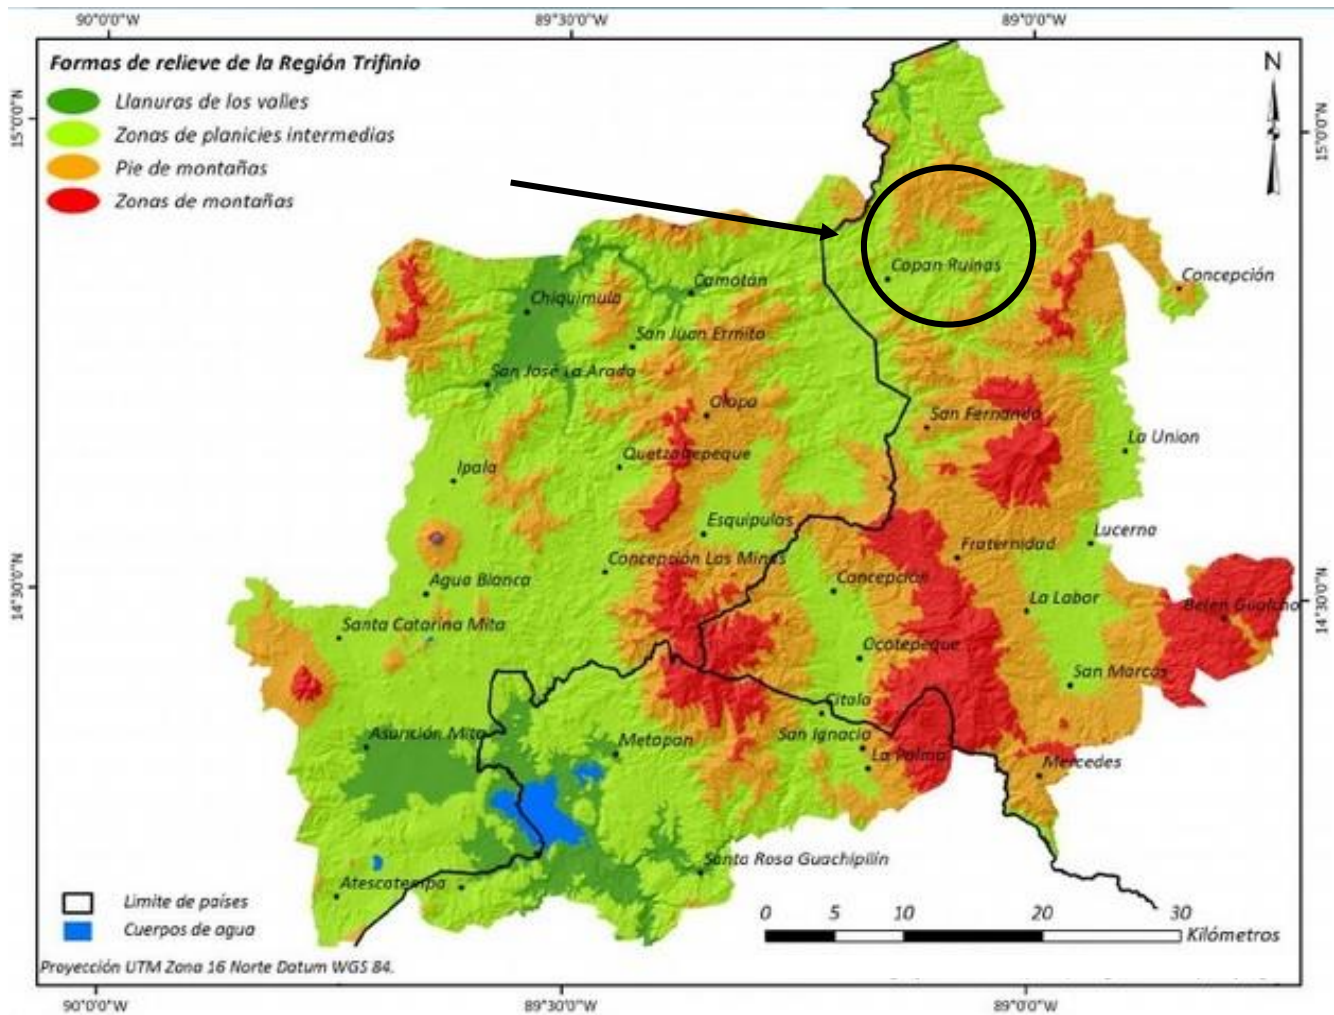 90°0'0"W
89°30'0"W
89°0'0"W
Formas de relieve de la Región Trifinio
Llanuras de los valles
Zonas de planicies intermedias
Pie de montañas
Zonas de montañas
N
15°0'0"N
15°0'0"N
Copan Ruinas
Concepción
Camotán
Chiquimula
San Juan Ermita
San José La Arada
Olopa
San Fernando
La Union
Quetzaltepeque
Ipala
Esquipulas
Lucerna
Fraternidad
Concepción Las Minas
Concepción
Agua Blanca
14°30'0"N
14°30'0"N
La Labor
Belen Gualcho
Santa Catarina Mita
Ocotepeque
San Marcos
Citala
Asunción Mita
Metapan
San Ignacio
La Palma
Mercedes
Santa Rosa Guachipilín
Atescatempa
Limite de países
Cuerpos de agua
0 5 10 20 30
Kilómetros
Proyección UTM Zona 16 Norte Datum WGS 84.
90°0'0"W
89°30'0"W
89°0'0"W